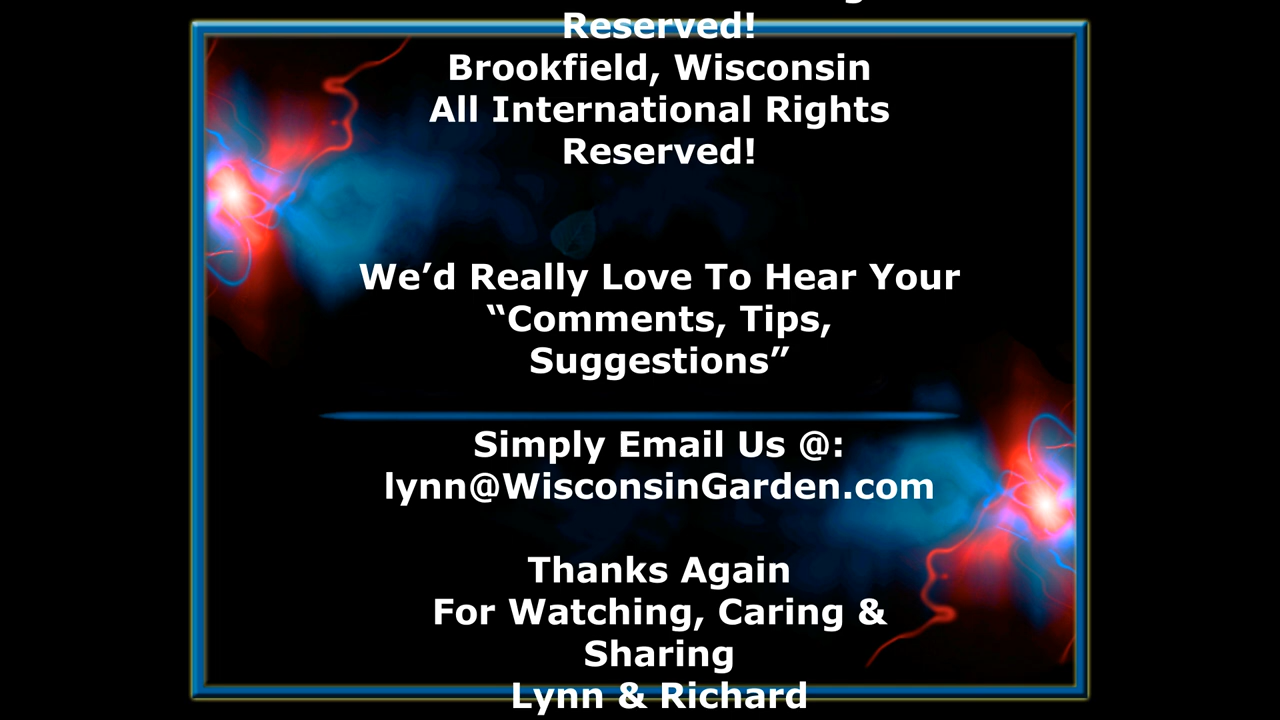 Reserved!
Brookfield, Wisconsin
All International Rights
Reserved!
We’d Really Love To Hear Your
“Comments, Tips,
Suggestions”
Simply Email Us @:
lynn@WisconsinGarden.com
Thanks Again
For Watching, Caring &
Sharing
Lynn & Richard